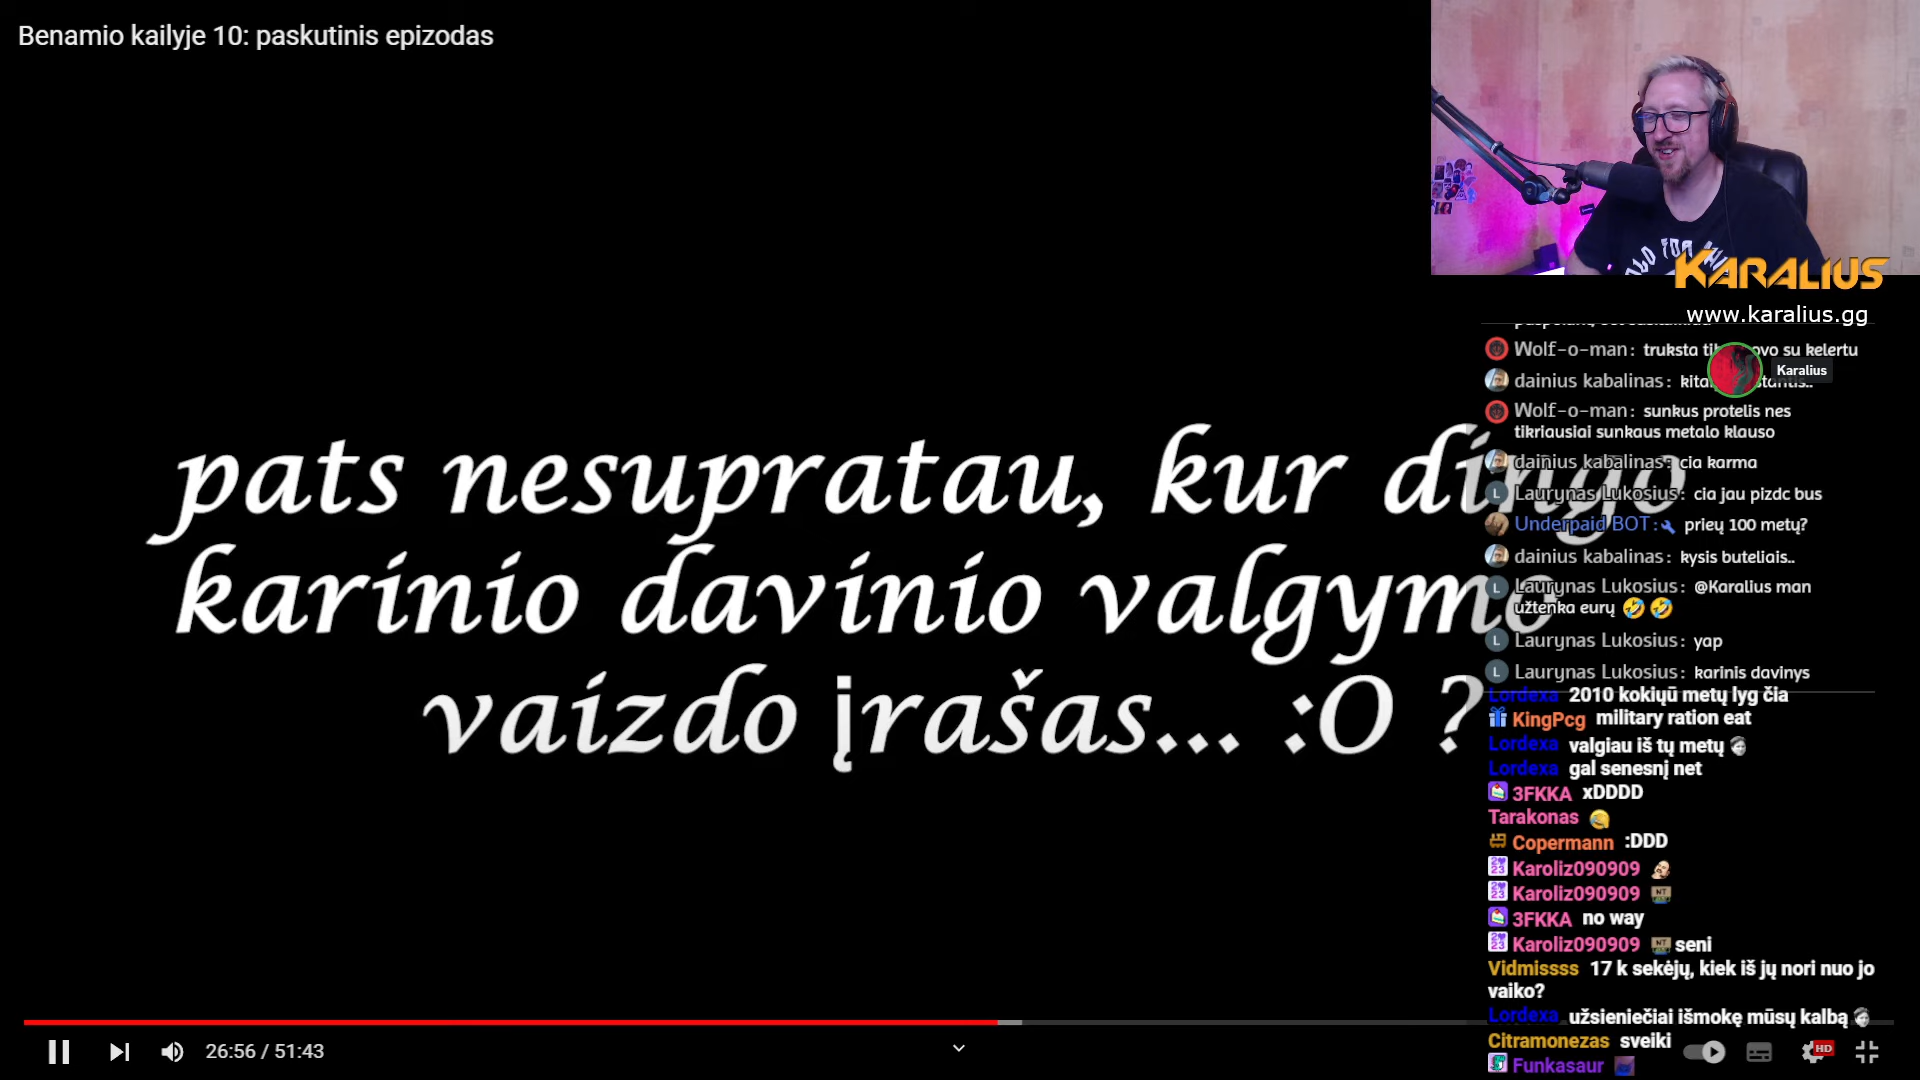 Benamio kailyje 10: paskutinis epizodas
KARALIUS
www.karalius.gg
pats nesupratau, kur dingo
karinio davinio valgymo
vaizdo įrašas... :O ?
Wolf-o-man: truksta ovo su kelertu
Karalius
dainius kabalinas:
Wolf-o-man: sunkus protelis nes
tikriausiai sunkaus metalo klauso
dainius kabalinas: cia karma
L Laurynas Lukosius: cia jau pizdc bus
Underpaid BOT: prieų 100 metų?
dainius kabalinas: kysis buteliais..
L Laurynas Lukosius: @Karalius man
užtenka eurų 🤣 🤣
L Laurynas Lukosius: yap
L Laurynas Lukosius: karinis davinys
Lordexa 2010 kokiųū metų lyg čia
KingPcg military ration eat
Lordexa valgiau iš tų metų
Lordexa gal senesnį net
3FKKA xDDDD
Tarakonas
Copermann :DDD
Karoliz090909
Karoliz090909
3FKKA no way
Karoliz090909 seni
Vidmissss 17 k sekėjų, kiek iš jų nori nuo jo
vaiko?
Lordexa užsieniečiai išmokę mūsų kalbą
Citramonezas sveiki
Funkasaur
26:56 / 51:43
HD